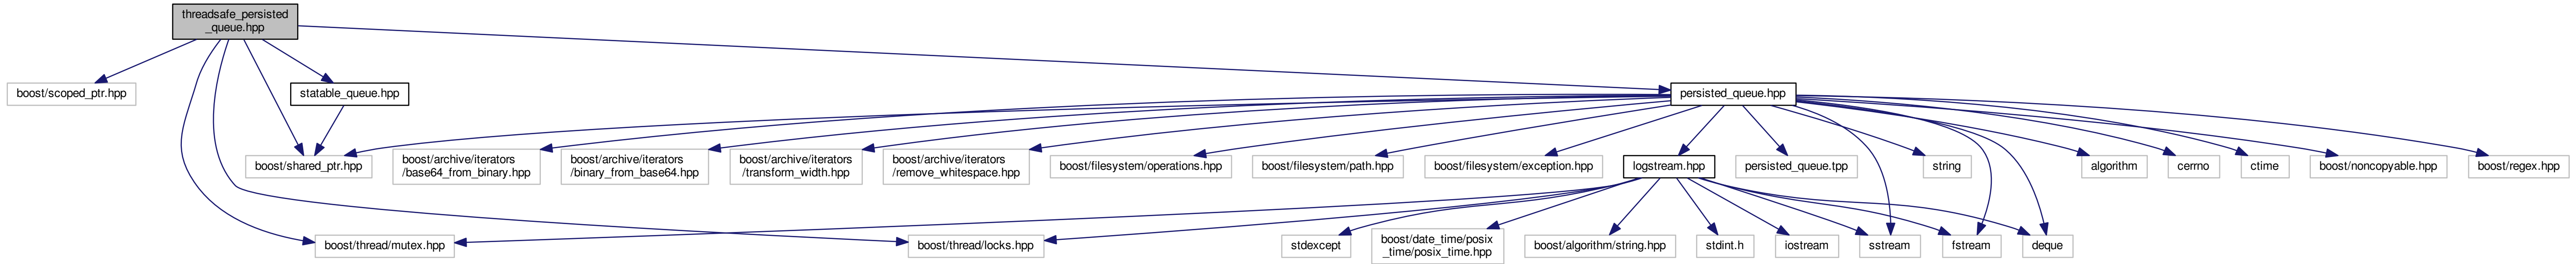 threadsafe_persisted
_queue.hpp
boost/scoped_ptr.hpp
statable_queue.hpp
persisted_queue.hpp
boost/shared_ptr.hpp
boost/archive/iterators
/base64_from_binary.hpp
boost/archive/iterators
/binary_from_base64.hpp
boost/archive/iterators
/transform_width.hpp
boost/archive/iterators
/remove_whitespace.hpp
boost/filesystem/operations.hpp
boost/filesystem/path.hpp
boost/filesystem/exception.hpp
logstream.hpp
persisted_queue.tpp
string
algorithm
cerrno
ctime
boost/noncopyable.hpp
boost/regex.hpp
boost/thread/mutex.hpp
boost/thread/locks.hpp
stdexcept
boost/date_time/posix
_time/posix_time.hpp
boost/algorithm/string.hpp
stdint.h
iostream
sstream
fstream
deque